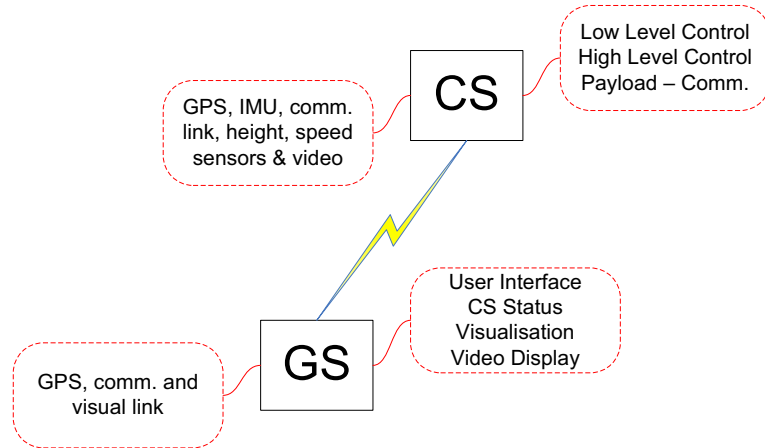 Low Level Control
High Level Control
Payload – Comm.
CS
GPS, IMU, comm.
link, height, speed
sensors & video
User Interface
CS Status
Visualisation
Video Display
GS
GPS, comm. and
visual link